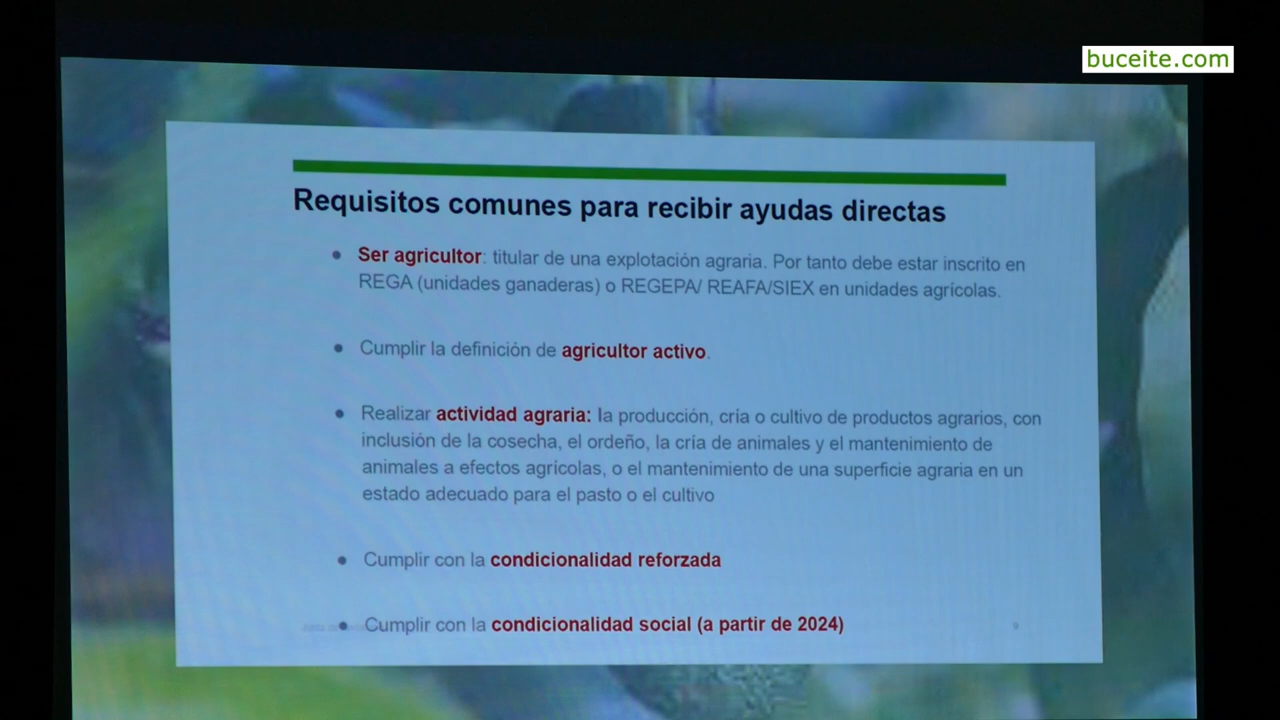 buceite.com
Requisitos comunes para recibir ayudas directas
● Ser agricultor: titular de una explotación agraria. Por tanto debe estar inscrito en
REGA (unidades ganaderas) o REGEPA/ REAFA/SIEX en unidades agrícolas.
● Cumplir la definición de agricultor activo.
● Realizar actividad agraria: la producción, cría o cultivo de productos agrarios, con
inclusión de la cosecha, el ordeño, la cría de animales y el mantenimiento de
animales a efectos agrícolas, o el mantenimiento de una superficie agraria en un
estado adecuado para el pasto o el cultivo
● Cumplir con la condicionalidad reforzada
● Cumplir con la condicionalidad social (a partir de 2024)
9